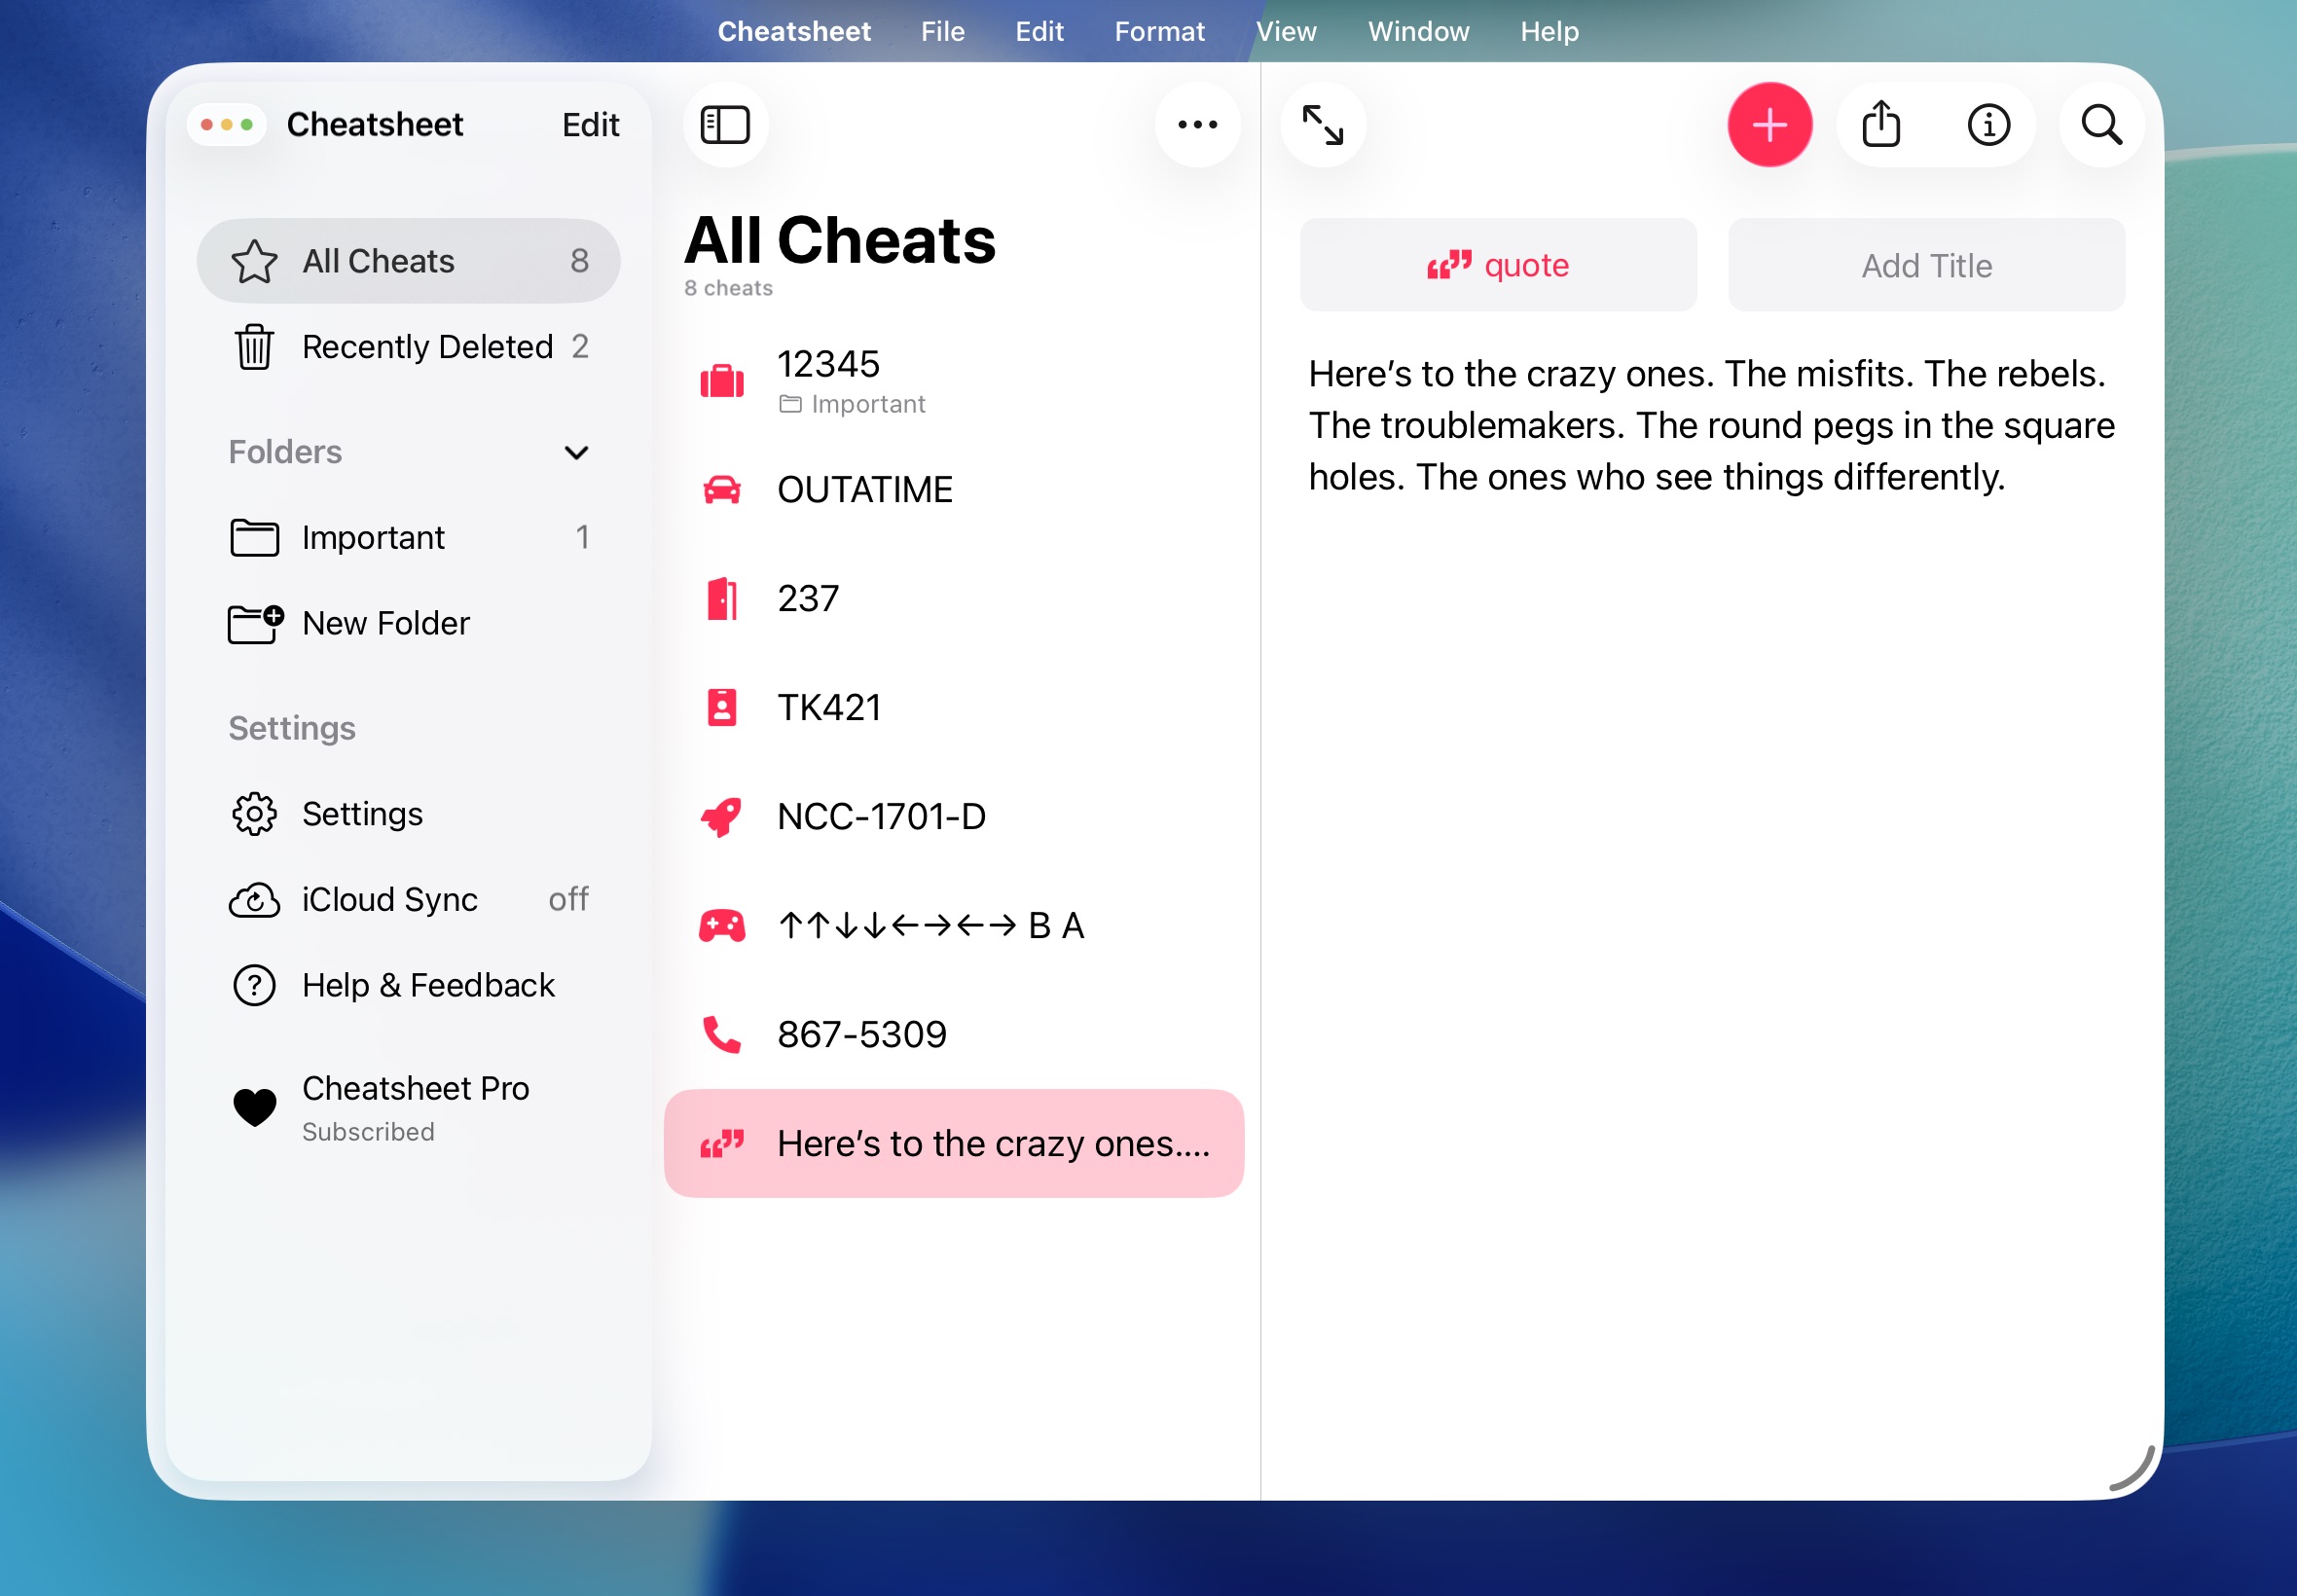 Cheatsheet File Edit Format View Window Help
Cheatsheet Edit
All Cheats 8
Recently Deleted 2
Folders
Important 1
New Folder
Settings
Settings
iCloud Sync off
Help & Feedback
Cheatsheet Pro
Subscribed
All Cheats
8 cheats
12345
Important
OUTATIME
237
TK421
NCC-1701-D
↑↑↓↓←→←→ B A
867-5309
Here’s to the crazy ones....
quote
Add Title
Here’s to the crazy ones. The misfits. The rebels.
The troublemakers. The round pegs in the square
holes. The ones who see things differently.